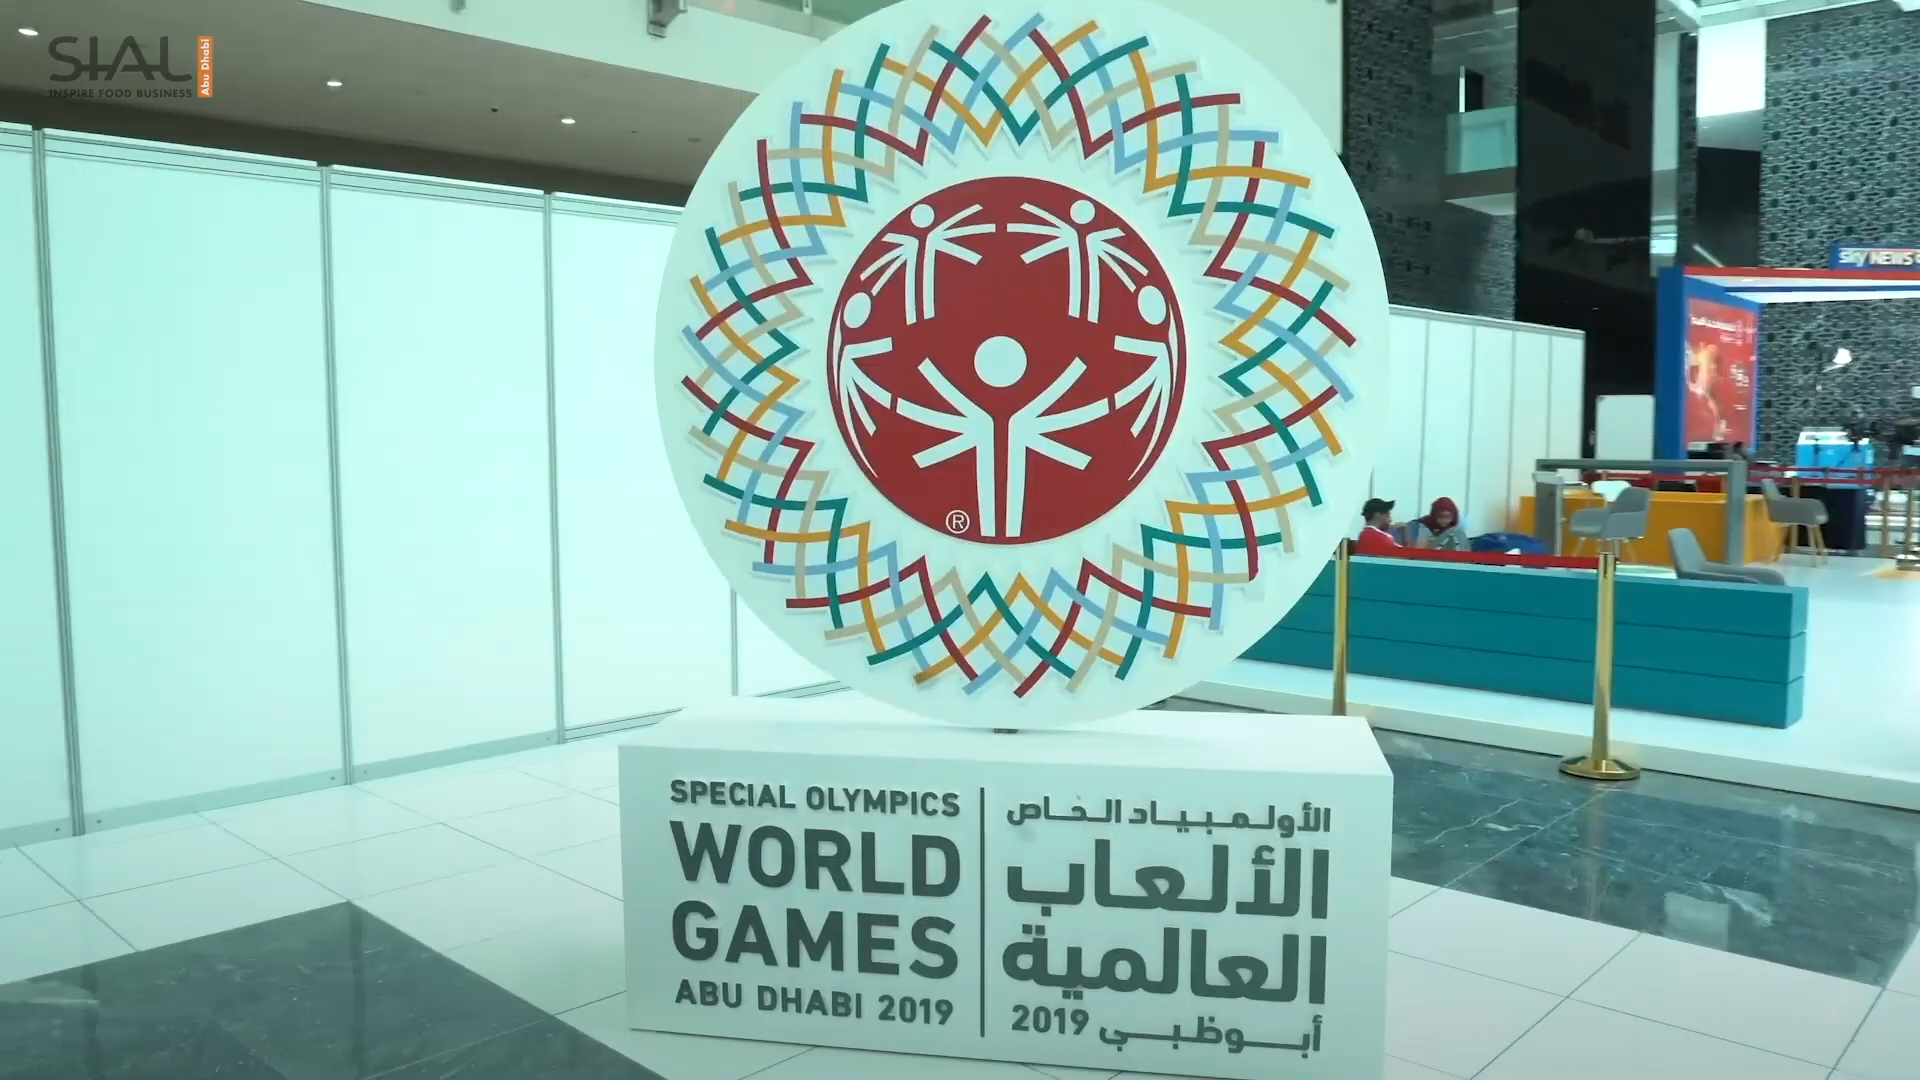 SIAL
Abu Dhabi
INSPIRE FOOD BUSINESS
sky NEWS
®
SPECIAL OLYMPICS
WORLD
GAMES
ABU DHABI 2019
الأولمبياد الخاص
الألعاب
العالمية
أبوظبي 2019